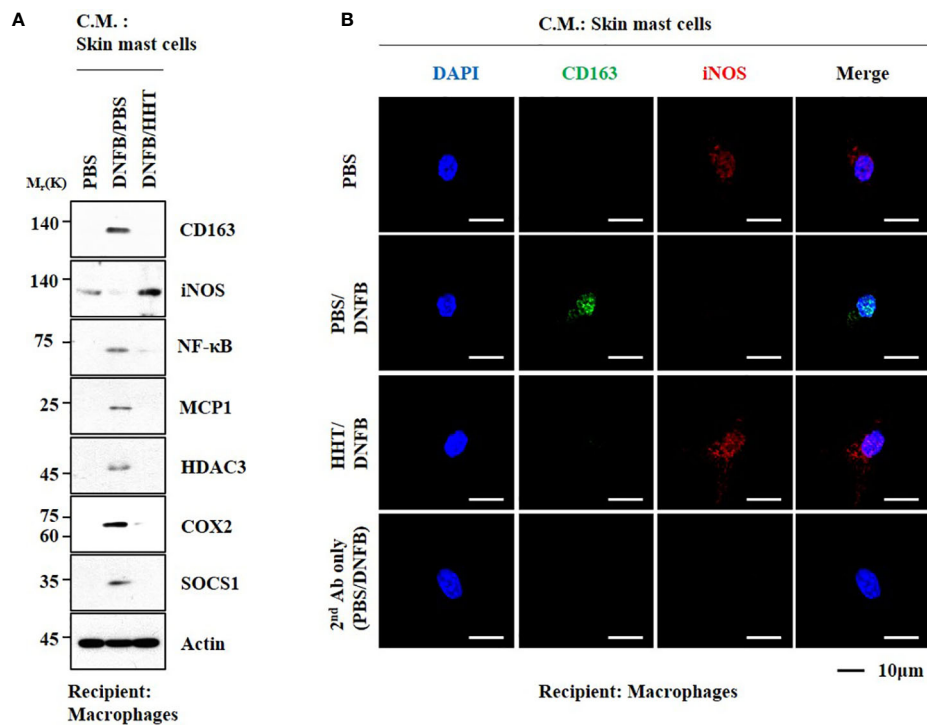 A
C.M. :
Skin mast cells
PBS
DNFB/PBS
DNFB/HHT
Mr(K)
140
CD163
140
iNOS
75
NF-κB
25
MCP1
45
HDAC3
75
60
COX2
35
SOCS1
45
Actin
Recipient:
Macrophages
B
C.M.: Skin mast cells
DAPI CD163 iNOS Merge
PBS
PBS/
DNFB
HHT/
DNFB
2nd Ab only
(PBS/DNFB)
10μm
Recipient: Macrophages